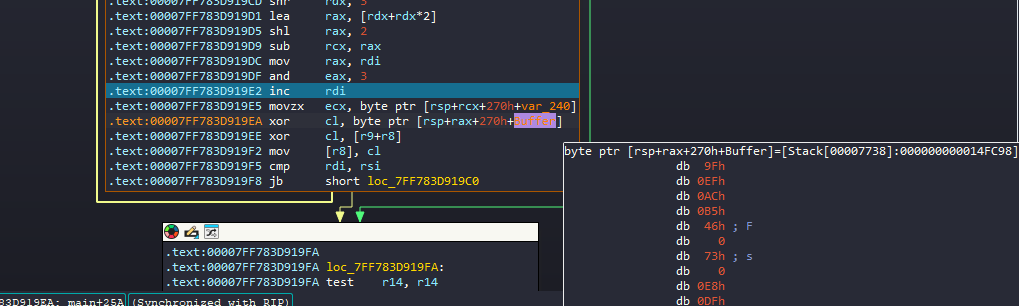 .text:00007FF783D919CD shr rdx, 3
.text:00007FF783D919D1 lea rax, [rdx+rdx*2]
.text:00007FF783D919D5 shl rax, 2
.text:00007FF783D919D9 sub rcx, rax
.text:00007FF783D919DC mov rax, rdi
.text:00007FF783D919DF and eax, 3
.text:00007FF783D919E2 inc rdi
.text:00007FF783D919E5 movzx ecx, byte ptr [rsp+rcx+270h+var_240]
.text:00007FF783D919EA xor cl, byte ptr [rsp+rax+270h+Buffer]
.text:00007FF783D919EE xor cl, [r9+r8]
.text:00007FF783D919F2 mov [r8], cl
.text:00007FF783D919F5 cmp rdi, rsi
.text:00007FF783D919F8 jb short loc_7FF783D919C0
byte ptr [rsp+rax+270h+Buffer]=[Stack[00007738]:000000000014FC98]
db 9Fh
db 0EFh
db 0ACh
db 0B5h
db 46h ; F
db 0
db 73h ; s
db 0
db 0E8h
db 0DFh
.text:00007FF783D919FA
.text:00007FF783D919FA loc_7FF783D919FA:
.text:00007FF783D919FA test r14, r14
83D919EA: main+25A (Synchronized with RIP)